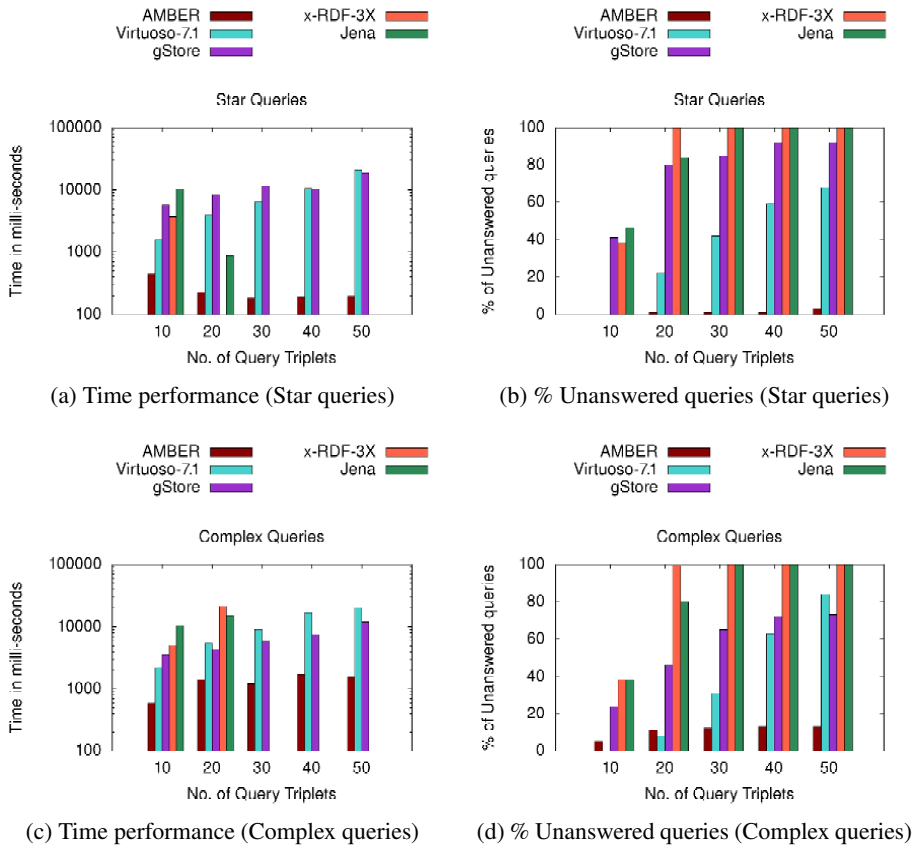 AMBER
Virtuoso-7.1
gStore
x-RDF-3X
Jena
Star Queries
Time in milli-seconds
100000
10000
1000
100
10 20 30 40 50
No. of Query Triplets
(a) Time performance (Star queries)
AMBER
Virtuoso-7.1
gStore
x-RDF-3X
Jena
Star Queries
% of Unanswered queries
100
80
60
40
20
0
10 20 30 40 50
No. of Query Triplets
(b) % Unanswered queries (Star queries)
AMBER
Virtuoso-7.1
gStore
x-RDF-3X
Jena
Complex Queries
Time in milli-seconds
100000
10000
1000
100
10 20 30 40 50
No. of Query Triplets
(c) Time performance (Complex queries)
AMBER
Virtuoso-7.1
gStore
x-RDF-3X
Jena
Complex Queries
% of Unanswered queries
100
80
60
40
20
0
10 20 30 40 50
No. of Query Triplets
(d) % Unanswered queries (Complex queries)